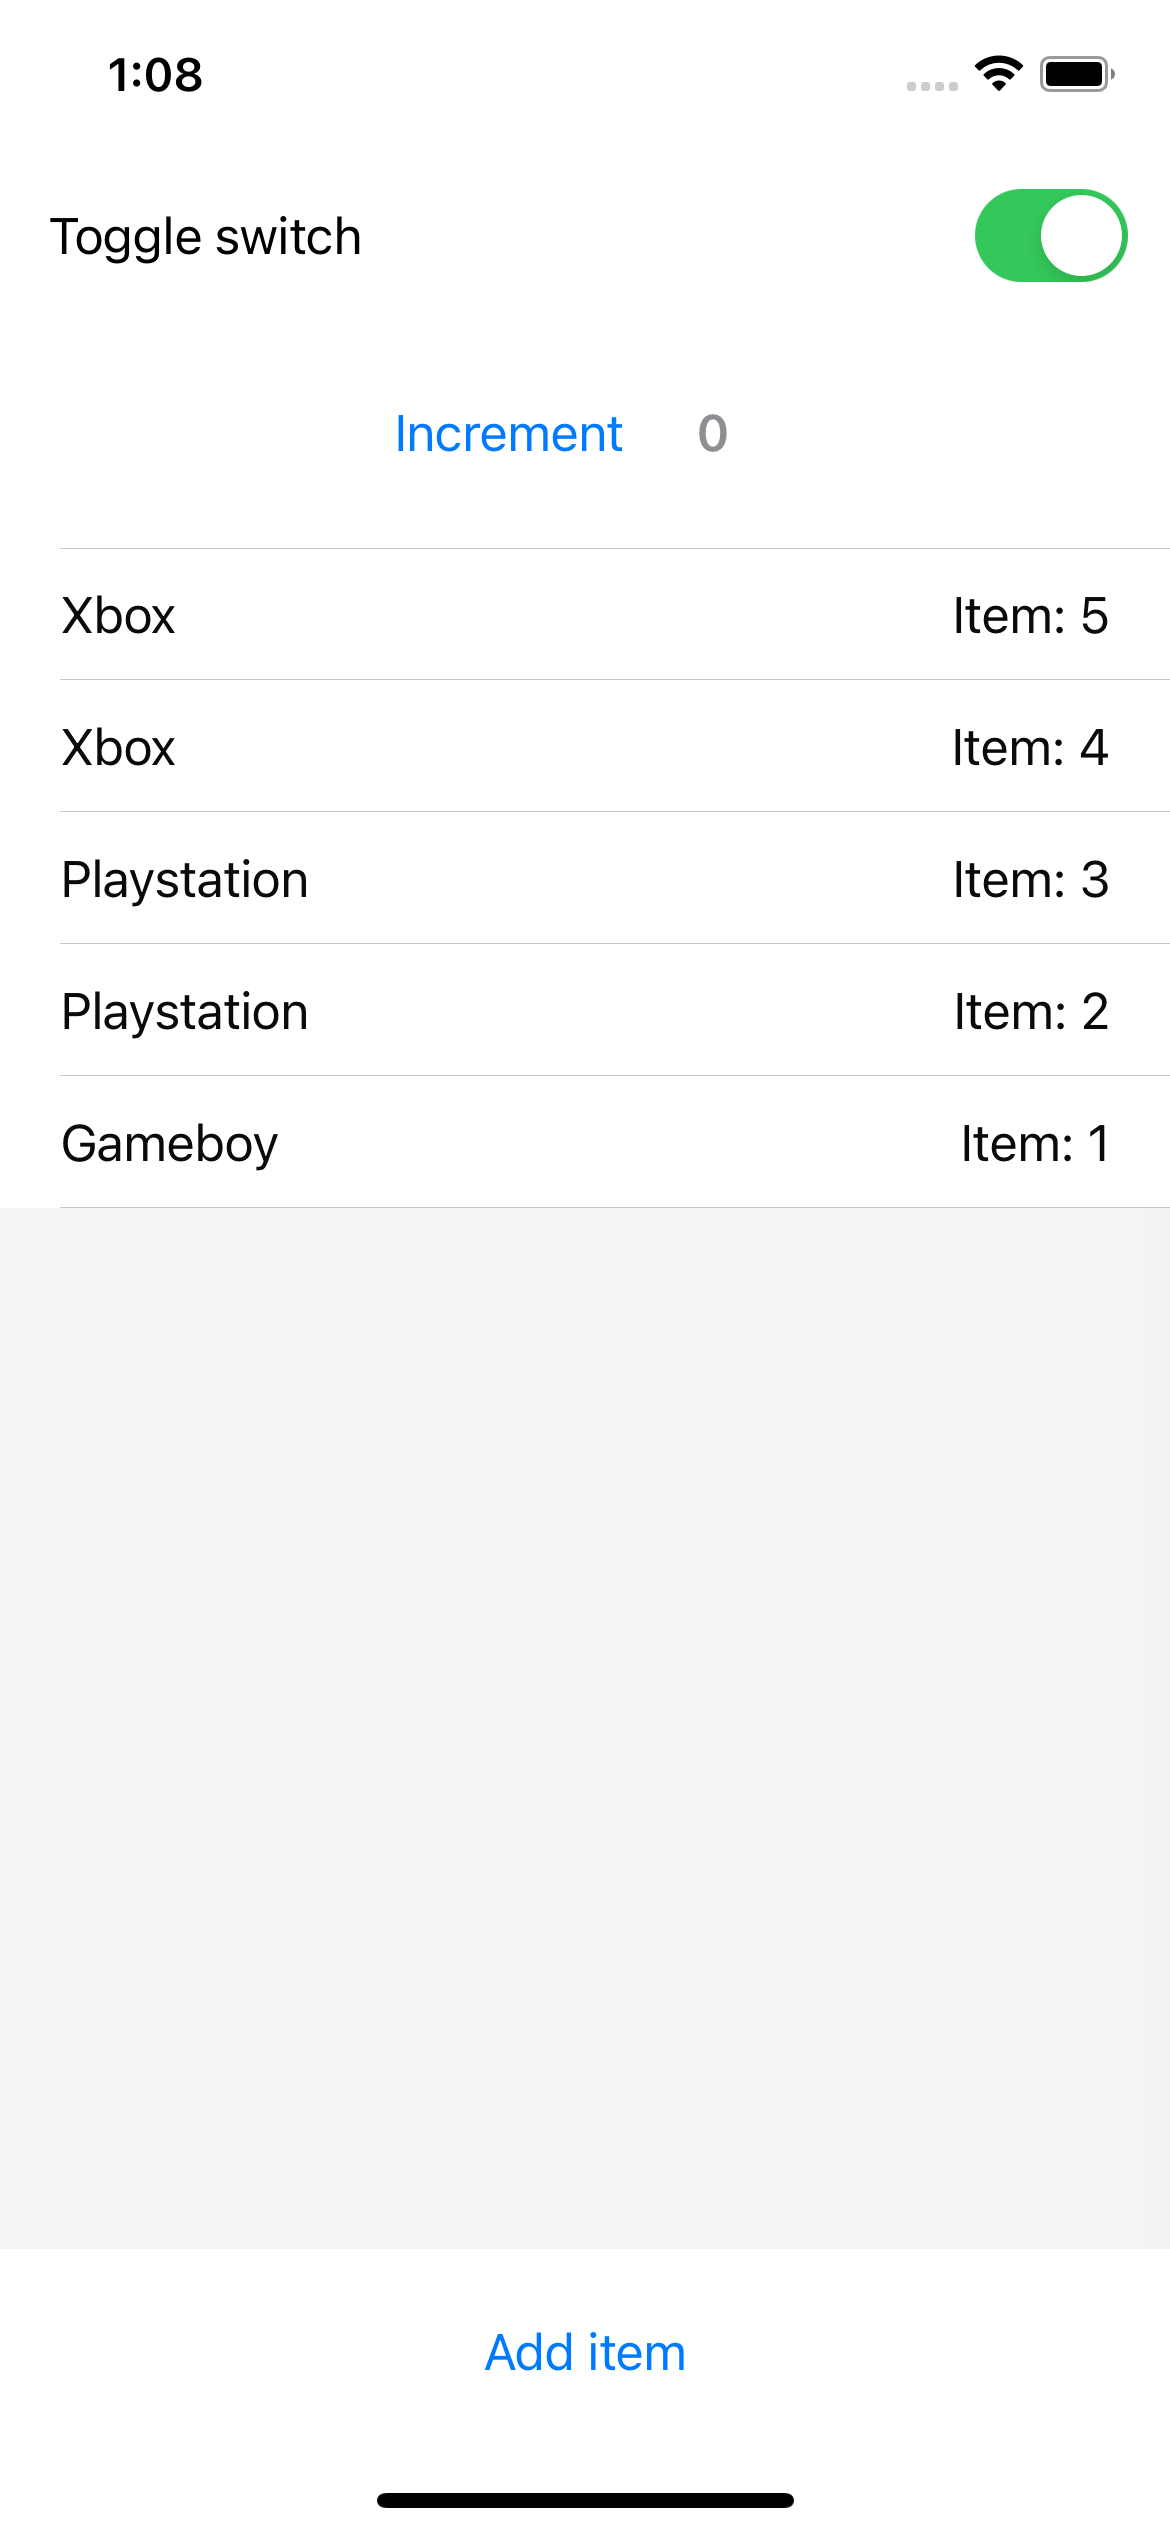 1:08
Toggle switch
Increment 0
Xbox Item: 5
Xbox Item: 4
Playstation Item: 3
Playstation Item: 2
Gameboy Item: 1
Add item